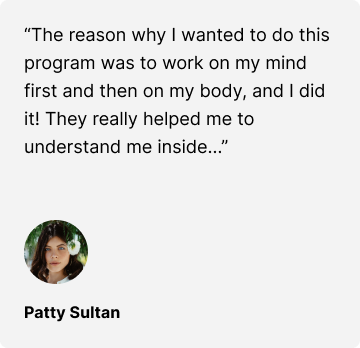 “The reason why I wanted to do this
program was to work on my mind
first and then on my body, and I did
it! They really helped me to
understand me inside...”
Patty Sultan